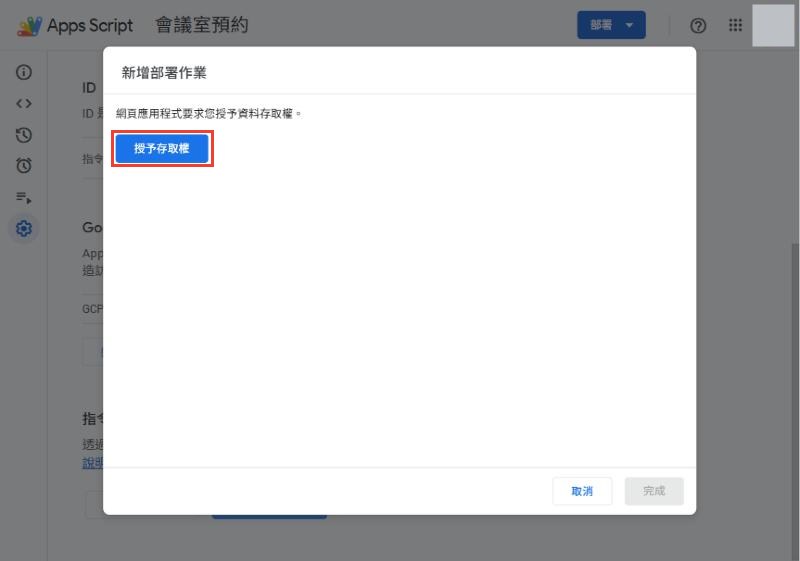 Apps Script
會議室預約
部署
新增部署作業
ID
網頁應用程式要求您授予資料存取權。
ID
授予存取權
指令
Go
App
造訪
GCP
指令
透過
說明
取消
完成